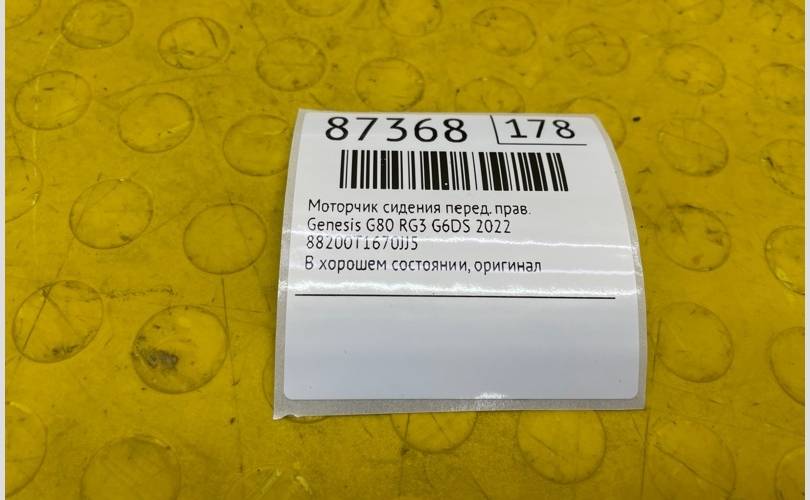 87368 178
Моторчик сидения перед. прав.
Genesis G80 RG3 G6DS 2022
88200T1670JJ5
В хорошем состоянии, оригинал